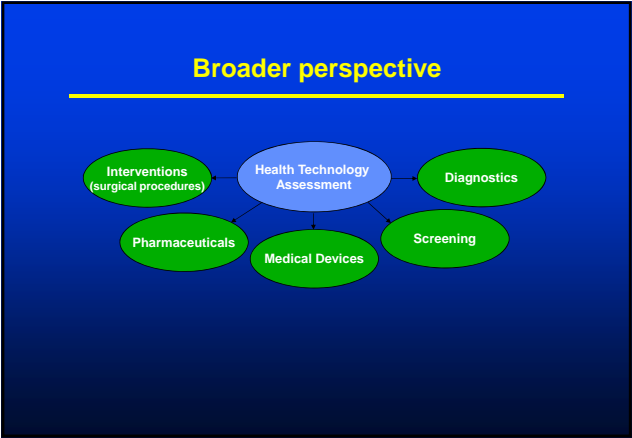 Broader perspective
Interventions
(surgical procedures)
Health Technology
Assessment
Diagnostics
Pharmaceuticals
Medical Devices
Screening